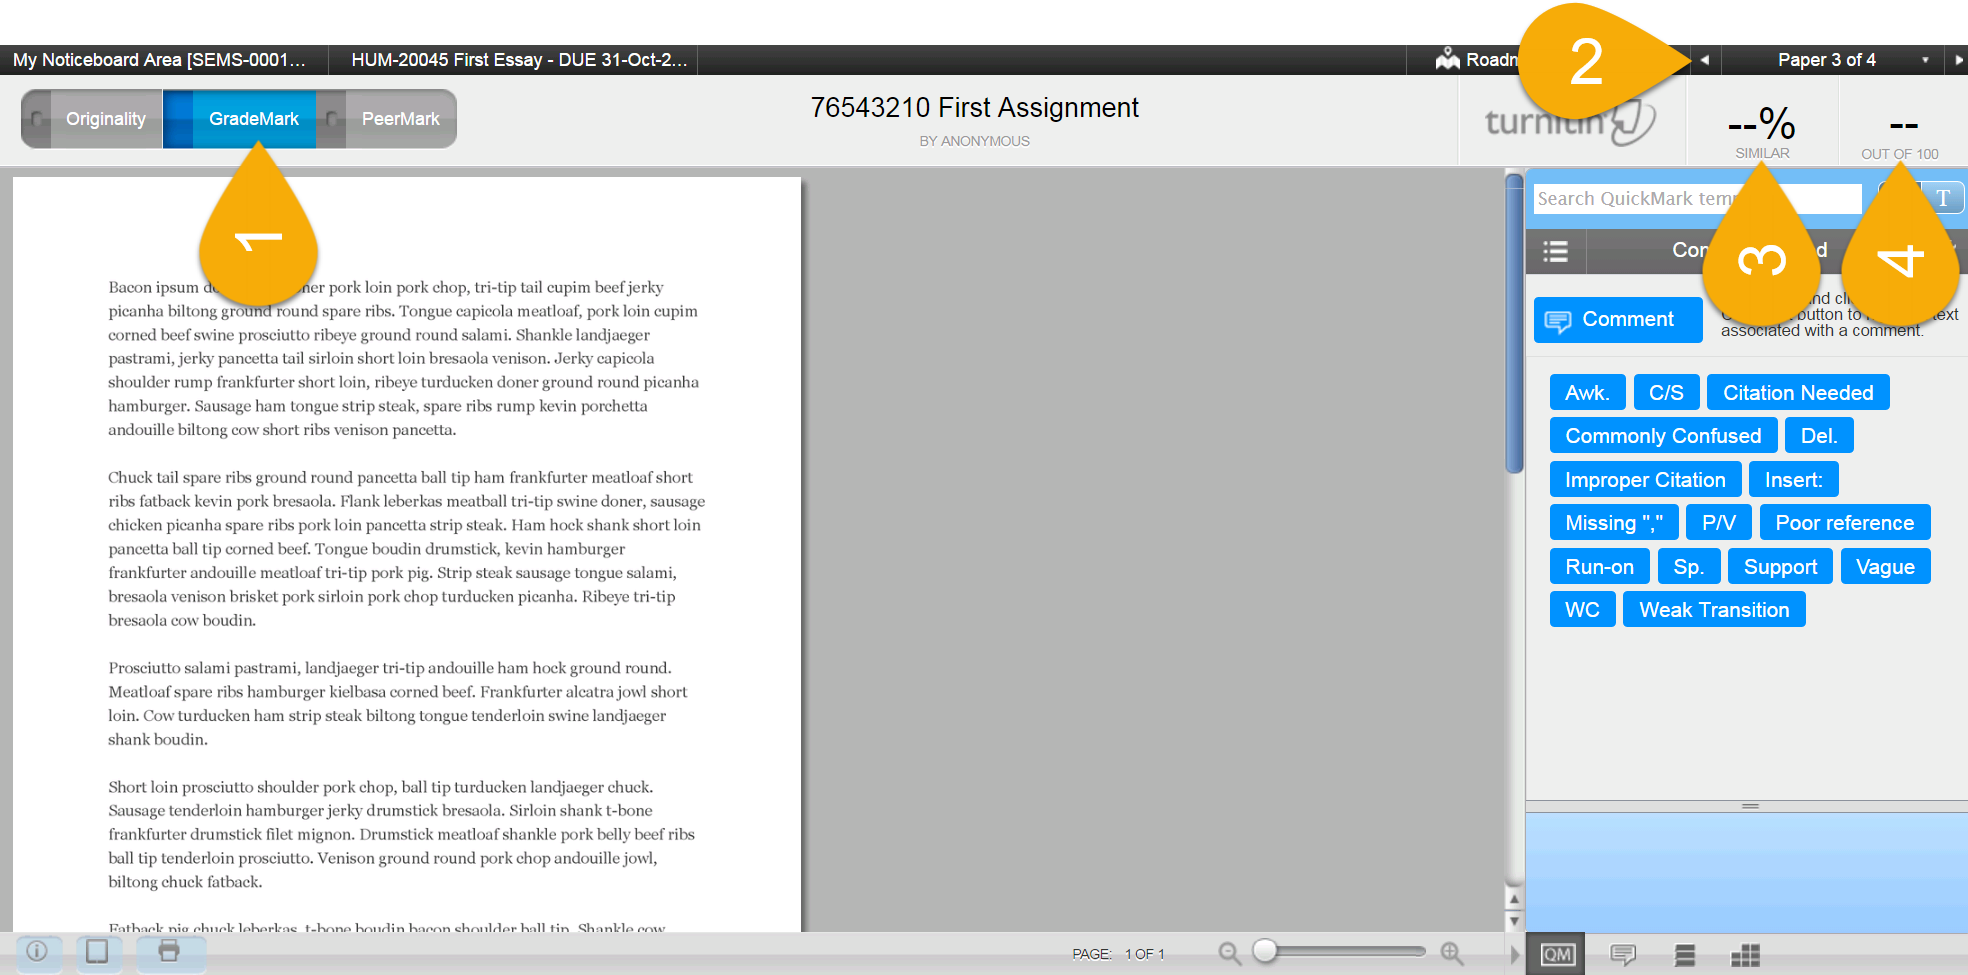 My Noticeboard Area [SEMS-0001...
HUM-20045 First Essay - DUE 31-Oct-2...
2
Paper 3 of 4
Originality
GradeMark
PeerMark
76543210 First Assignment
BY ANONYMOUS
turnitin
--%
SIMILAR
--
OUT OF 100
1
3
4
Search QuickMark
T
Comment
button to
associated with a comment.
Awk.
C/S
Citation Needed
Commonly Confused
Del.
Improper Citation
Insert:
Missing ","
P/V
Poor reference
Run-on
Sp.
Support
Vague
WC
Weak Transition
Bacon ipsum pork loin pork chop, tri-tip tail cupim beef jerky
picanha biltong ground round spare ribs. Tongue capicola meatloaf, pork loin cupim
corned beef swine prosciutto ribeye ground round salami. Shankle landjaeger
pastrami, jerky pancetta tail sirloin short loin bresaola venison. Jerky capicola
shoulder rump frankfurter short loin, ribeye turducken doner ground round picanha
hamburger. Sausage ham tongue strip steak, spare ribs rump kevin porchetta
andouille biltong cow short ribs venison pancetta.
Chuck tail spare ribs ground round pancetta ball tip ham frankfurter meatloaf short
ribs fatback kevin pork bresaola. Flank leberkas meatball tri-tip swine doner, sausage
chicken picanha spare ribs pork loin pancetta strip steak. Ham hock shank short loin
pancetta ball tip corned beef. Tongue boudin drumstick, kevin hamburger
frankfurter andouille meatloaf tri-tip pork pig. Strip steak sausage tongue salami,
bresaola venison brisket pork sirloin pork chop turducken picanha. Ribeye tri-tip
bresaola cow boudin.
Prosciutto salami pastrami, landjaeger tri-tip andouille ham hock ground round.
Meatloaf spare ribs hamburger kielbasa corned beef. Frankfurter alcatra jowl short
loin. Cow turducken ham strip steak biltong tongue tenderloin swine landjaeger
shank boudin.
Short loin prosciutto shoulder pork chop, ball tip turducken landjaeger chuck.
Sausage tenderloin hamburger jerky drumstick bresaola. Sirloin shank t-bone
frankfurter drumstick filet mignon. Drumstick meatloaf shankle pork belly beef ribs
ball tip tenderloin prosciutto. Venison ground round pork chop andouille jowl,
biltong chuck fatback.
Fatback pig chuck leberkas, t-bone boudin bacon shoulder ball tip. Shankle cow
PAGE: 1 OF 1
QM